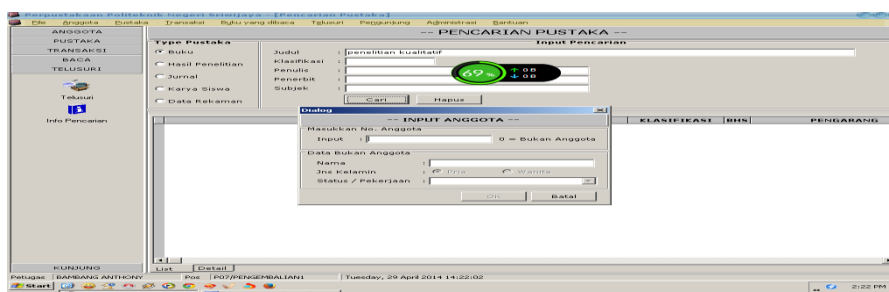 Perpustakaan Politeknik Negeri Sriwijaya - [Pencarian Pustaka]
File Anggota Pustaka Transaksi Buku yang dibaca Telusuri Pengunjung Administrasi Bantuan
ANGGOTA
PUSTAKA
TRANSAKSI
BACA
TELUSURI
Telusuri
Info Pencarian
KUNJUNG
-- PENCARIAN PUSTAKA --
Type Pustaka
Buku
Hasil Penelitian
Jurnal
Karya Siswa
Data Rekaman
Input Pencarian
Judul : penelitian kualitatif
Klasifikasi :
Penulis :
Penerbit :
Subjek :
69%
0 B
0 B
Cari Hapus
KLASIFIKASI BHS PENGARANG
Dialog
-- INPUT ANGGOTA --
Masukkan No. Anggota
Input : 0 = Bukan Anggota
Data Bukan Anggota
Nama :
Jns Kelamin : Pria Wanita
Status / Pekerjaan :
OK Batal
List Detail
Petugas BAMBANG ANTHONY Pos P07/PENGEMBALIAN1 Tuesday, 29 April 2014 14:22:02
Start 2:22 PM